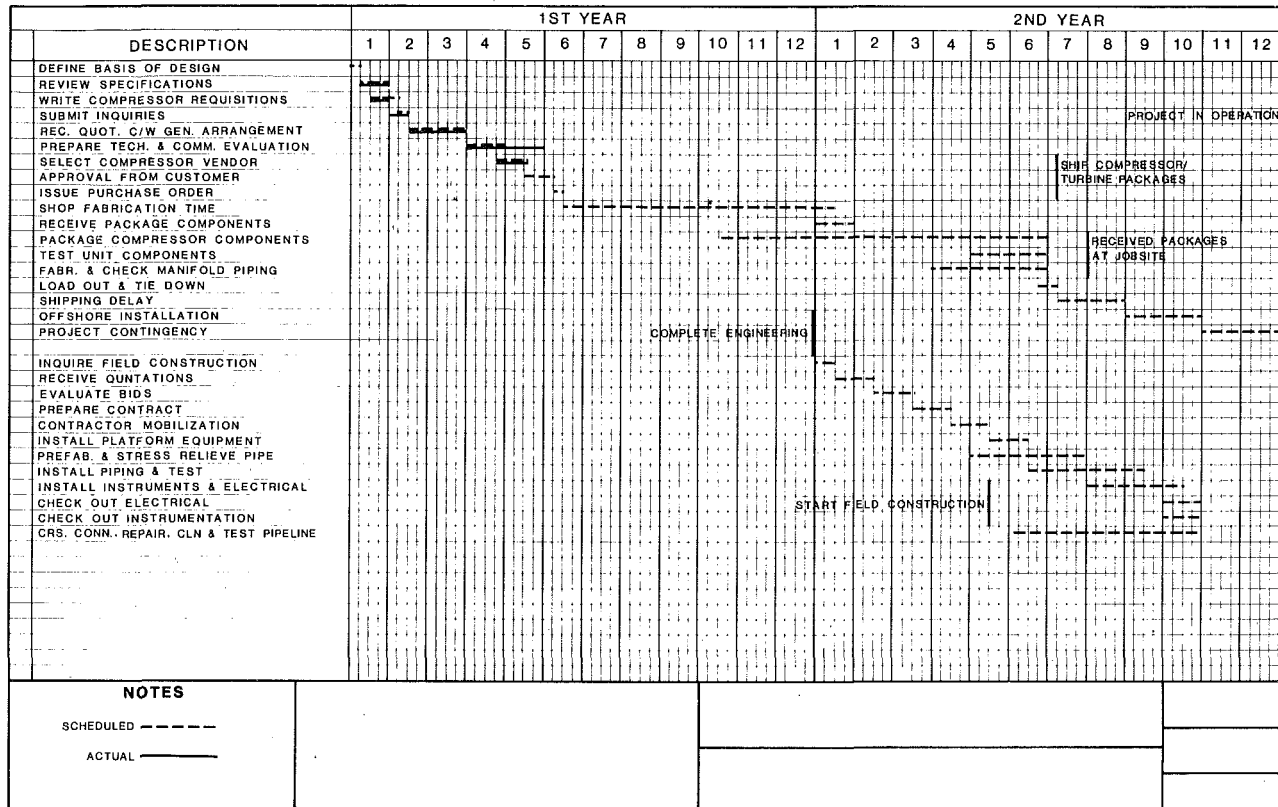 1ST YEAR 2ND YEAR
DESCRIPTION 1 2 3 4 5 6 7 8 9 10 11 12 1 2 3 4 5 6 7 8 9 10 11 12
DEFINE BASIS OF DESIGN
REVIEW SPECIFICATIONS
WRITE COMPRESSOR REQUISITIONS
SUBMIT INQUIRIES
PROJECT IN OPERATION
REC. QUOT. C/W GEN. ARRANGEMENT
PREPARE TECH. & COMM. EVALUATION
SELECT COMPRESSOR VENDOR
SHIP COMPRESSOR/
APPROVAL FROM CUSTOMER
TURBINE PACKAGES
ISSUE PURCHASE ORDER
SHOP FABRICATION TIME
RECEIVE PACKAGE COMPONENTS
PACKAGE COMPRESSOR COMPONENTS
RECEIVED PACKAGES
TEST UNIT COMPONENTS
AT JOBSITE
FABR. & CHECK MANIFOLD PIPING
LOAD OUT & TIE DOWN
SHIPPING DELAY
OFFSHORE INSTALLATION
PROJECT CONTINGENCY
COMPLETE ENGINEERING
INQUIRE FIELD CONSTRUCTION
RECEIVE QUNTATIONS
EVALUATE BIDS
PREPARE CONTRACT
CONTRACTOR MOBILIZATION
INSTALL PLATFORM EQUIPMENT
PREFAB. & STRESS RELIEVE PIPE
INSTALL PIPING & TEST
INSTALL INSTRUMENTS & ELECTRICAL
CHECK OUT ELECTRICAL
START FIELD CONSTRUCTION
CHECK OUT INSTRUMENTATION
CRS. CONN., REPAIR, CLN & TEST PIPELINE
NOTES
SCHEDULED
ACTUAL